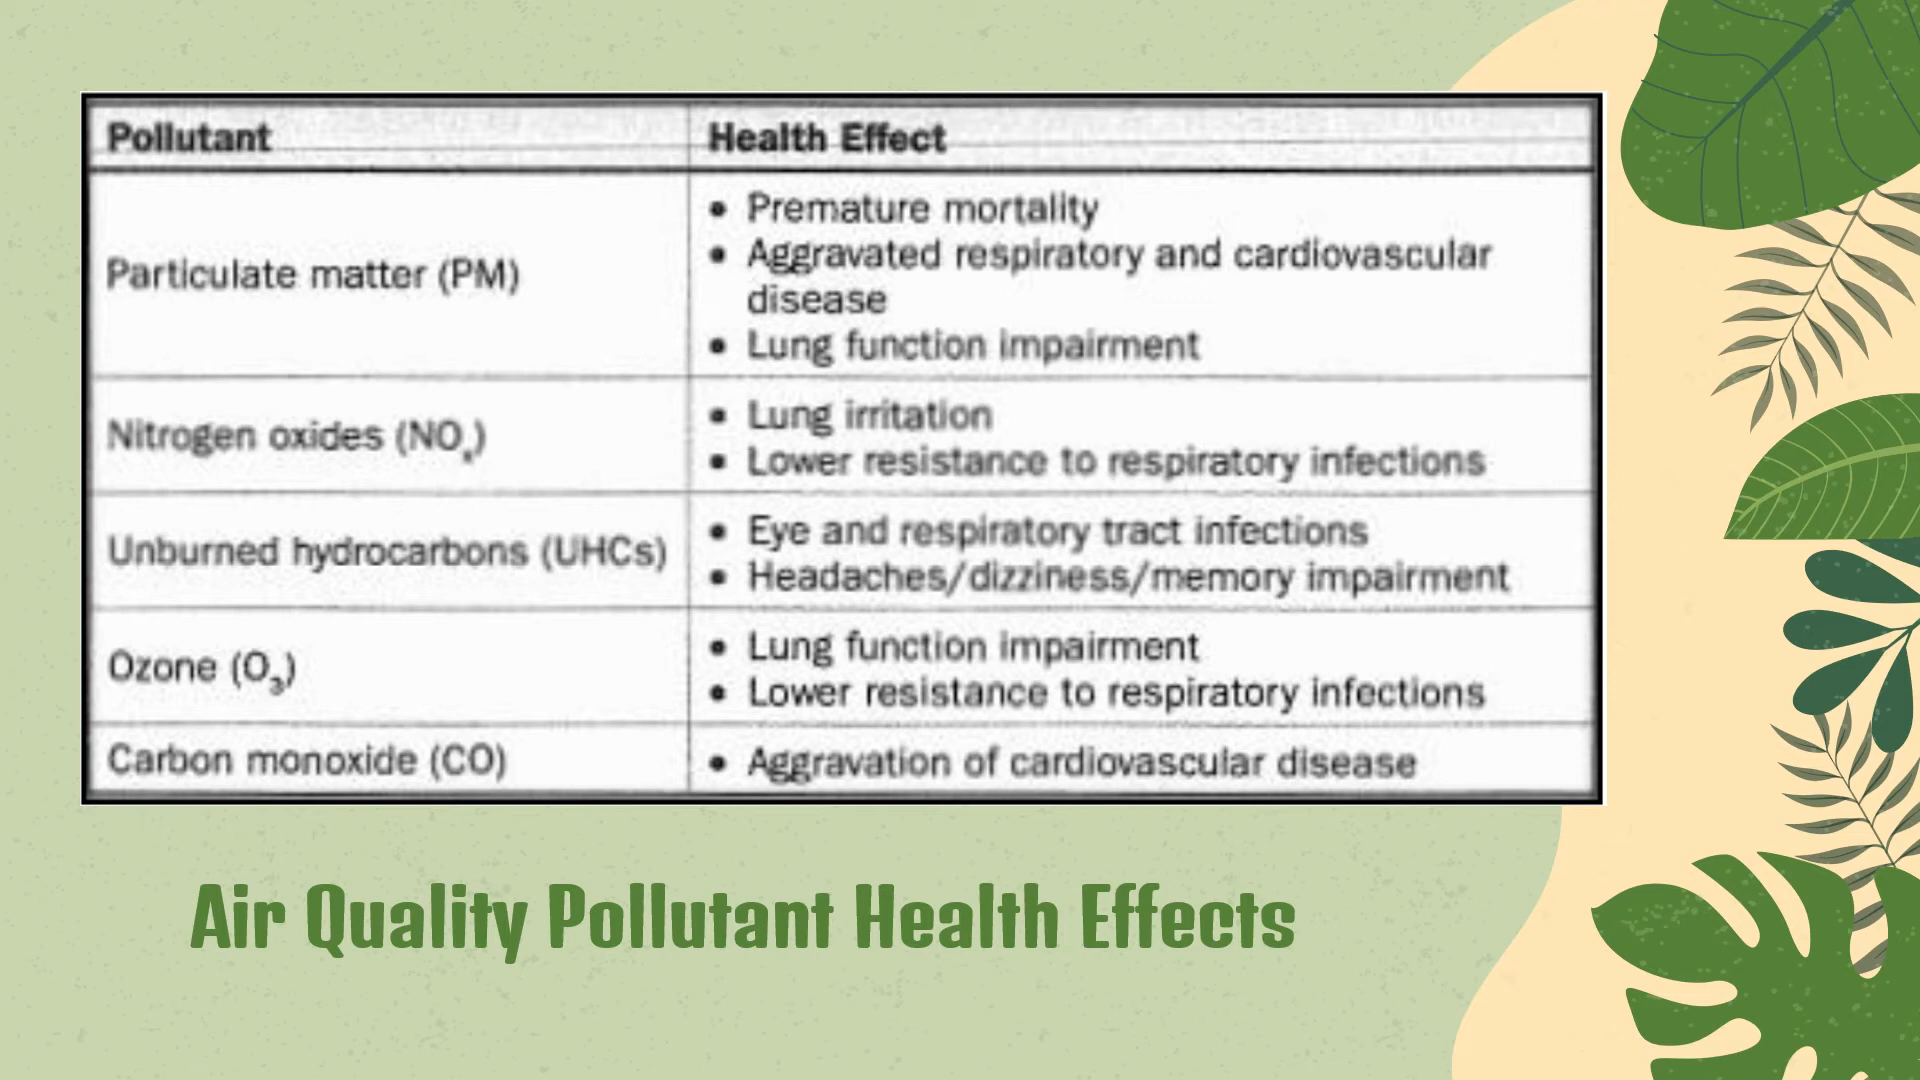 Pollutant Health Effect
Particulate matter (PM)
• Premature mortality
• Aggravated respiratory and cardiovascular
disease
• Lung function impairment
Nitrogen oxides (NOₓ)
• Lung irritation
• Lower resistance to respiratory infections
Unburned hydrocarbons (UHCs)
• Eye and respiratory tract infections
• Headaches/dizziness/memory impairment
Ozone (O₃)
• Lung function impairment
• Lower resistance to respiratory infections
Carbon monoxide (CO)
• Aggravation of cardiovascular disease
Air Quality Pollutant Health Effects